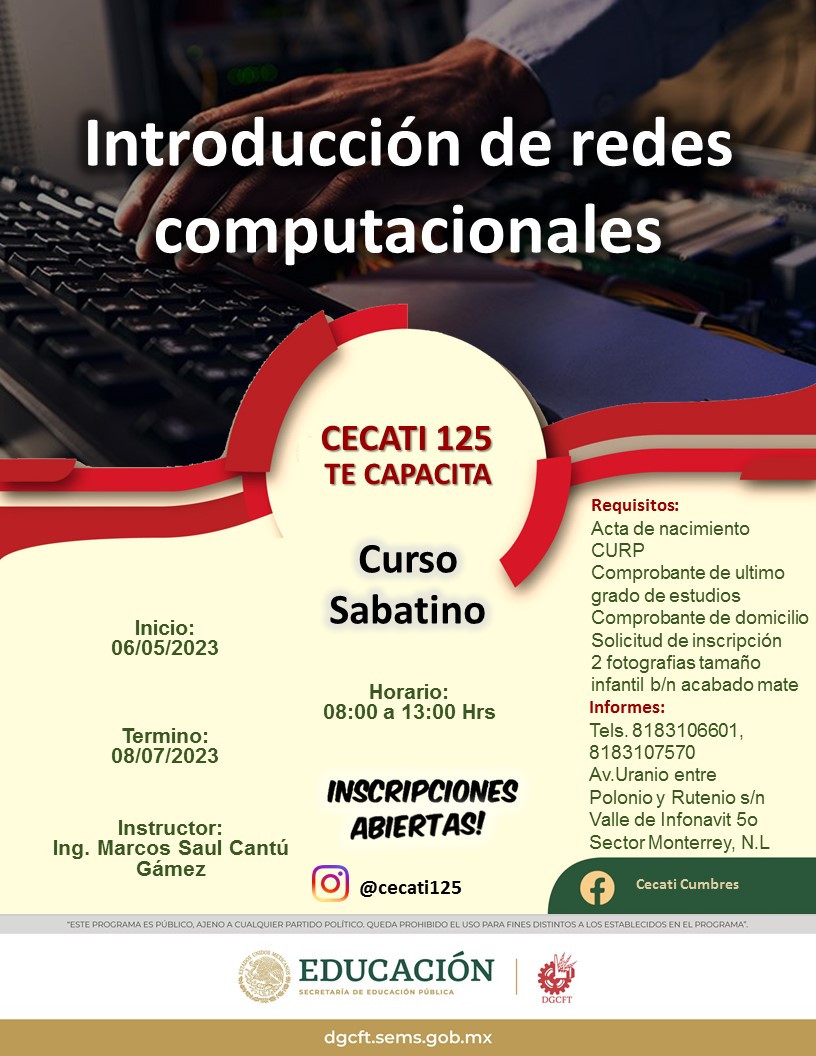 Introducción de redes
computacionales
CECATI 125
TE CAPACITA
Curso
Sabatino
Inicio:
06/05/2023
Termino:
08/07/2023
Instructor:
Ing. Marcos Saul Cantú
Gámez
Horario:
08:00 a 13:00 Hrs
INSCRIPCIONES
ABIERTAS!
@cecati125
Requisitos:
Acta de nacimiento
CURP
Comprobante de ultimo
grado de estudios
Comprobante de domicilio
Solicitud de inscripción
2 fotografias tamaño
infantil b/n acabado mate
Informes:
Tels. 8183106601,
8183107570
Av.Uranio entre
Polonio y Rutenio s/n
Valle de Infonavit 5o
Sector Monterrey, N.L
Cecati Cumbres
"ESTE PROGRAMA ES PÚBLICO, AJENO A CUALQUIER PARTIDO POLÍTICO. QUEDA PROHIBIDO EL USO PARA FINES DISTINTOS A LOS ESTABLECIDOS EN EL PROGRAMA".
EDUCACIÓN
SECRETARÍA DE EDUCACIÓN PÚBLICA
DGCFT
dgcft.sems.gob.mx